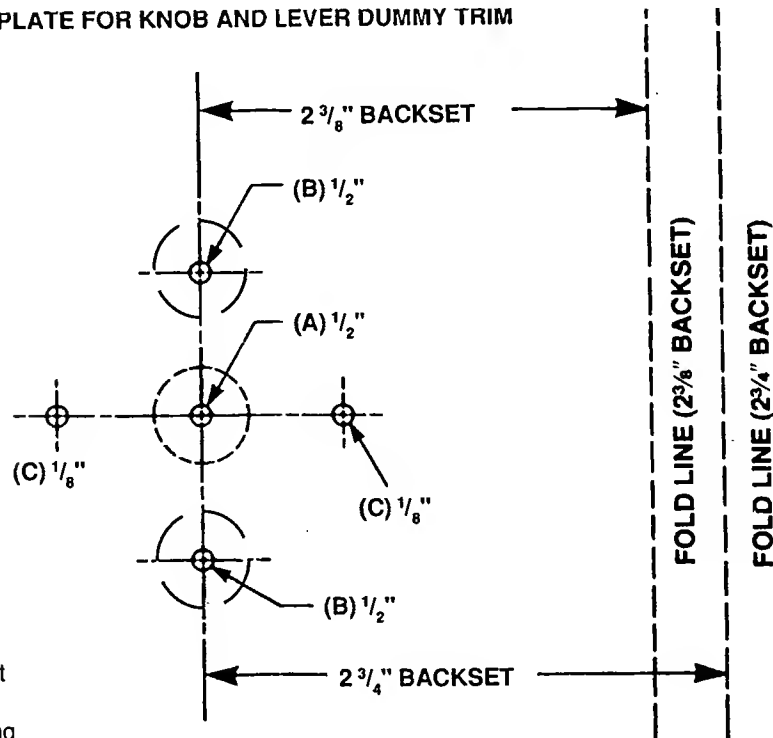 PLATE FOR KNOB AND LEVER DUMMY TRIM
2 3/8" BACKSET
(B) 1/2"
(A) 1/2"
(C) 1/8"
(C) 1/8"
(B) 1/2"
2 3/4" BACKSET
FOLD LINE (2 3/8" BACKSET)
FOLD LINE (2 3/4" BACKSET)